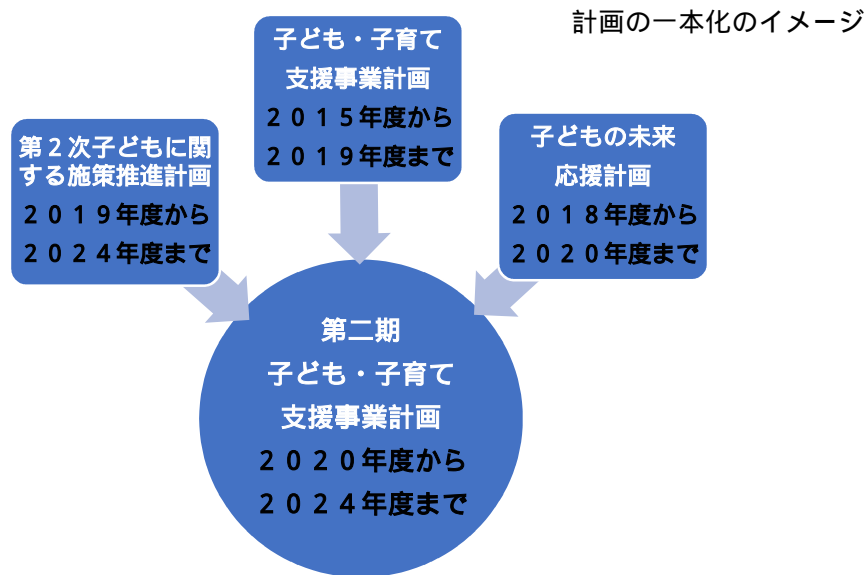 計画の一本化のイメージ
子ども・子育て
支援事業計画
２０１５年度から
２０１９年度まで
第２次子どもに関
する施策推進計画
２０１９年度から
２０２４年度まで
子どもの未来
応援計画
２０１８年度から
２０２０年度まで
第二期
子ども・子育て
支援事業計画
２０２０年度から
２０２４年度まで